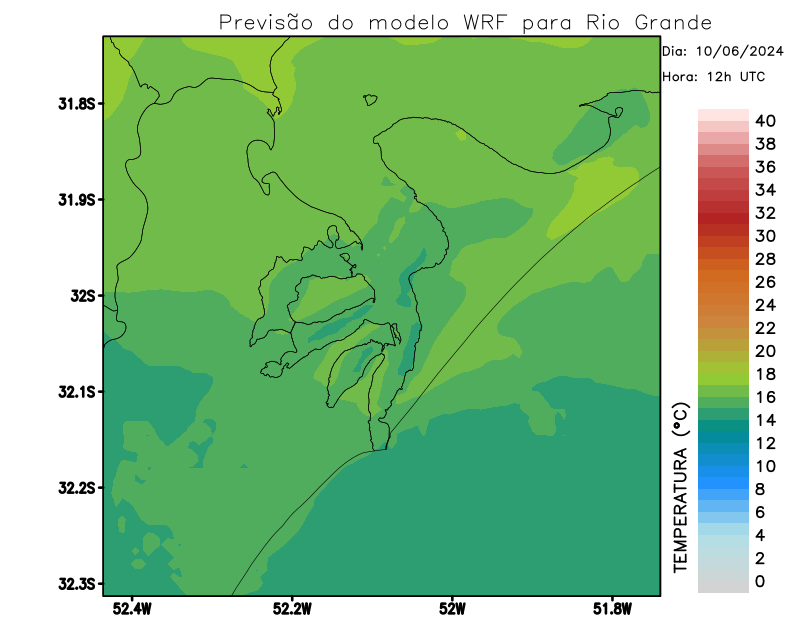 Previsão do modelo WRF para Rio Grande
Dia: 10/06/2024
Hora: 12h UTC
31.8S
31.9S
32S
32.1S
32.2S
32.3S
52.4W
52.2W
52W
51.8W
TEMPERATURA (°C)
40
38
36
34
32
30
28
26
24
22
20
18
16
14
12
10
8
6
4
2
0